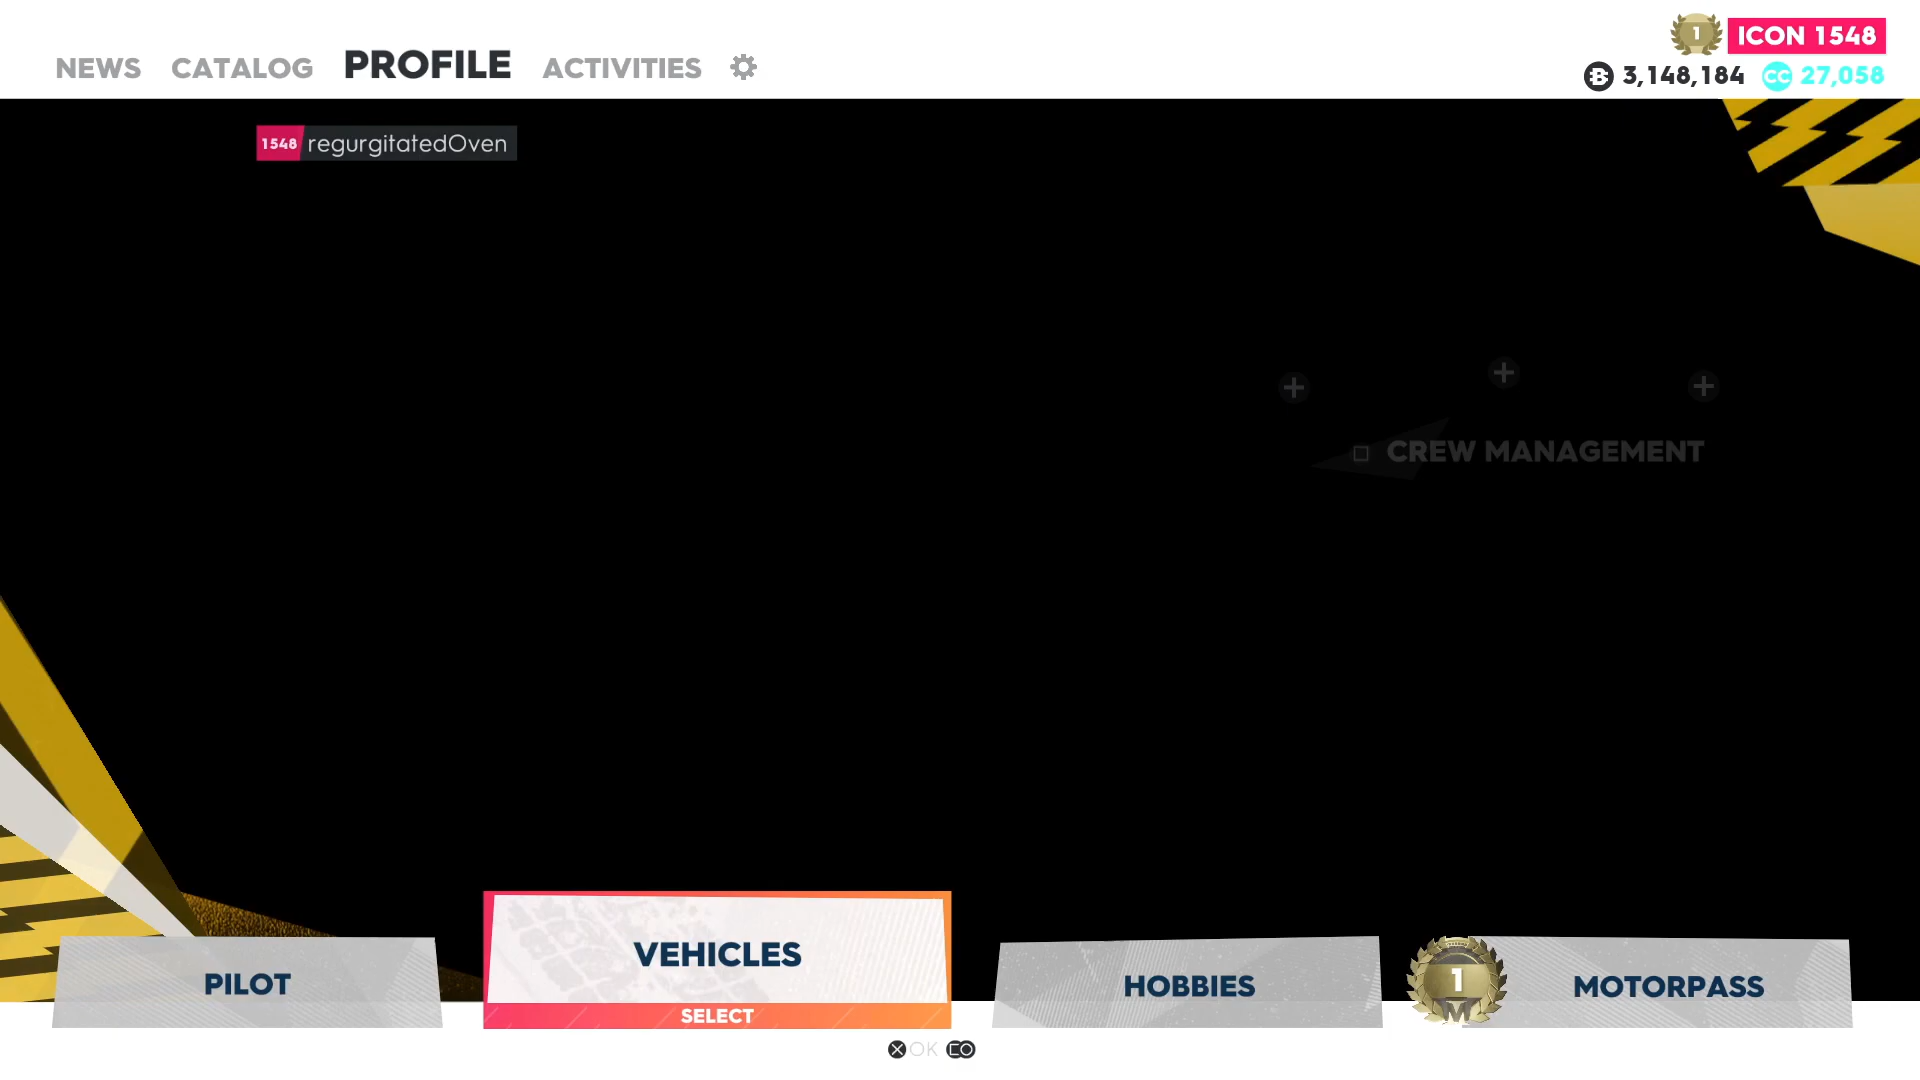 NEWS CATALOG PROFILE ACTIVITIES
1 ICON 1548
3,148,184 CC 27,058
1548 regurgitatedOven
CREW MANAGEMENT
PILOT
VEHICLES
SELECT
HOBBIES
1 M
MOTORPASS
OK